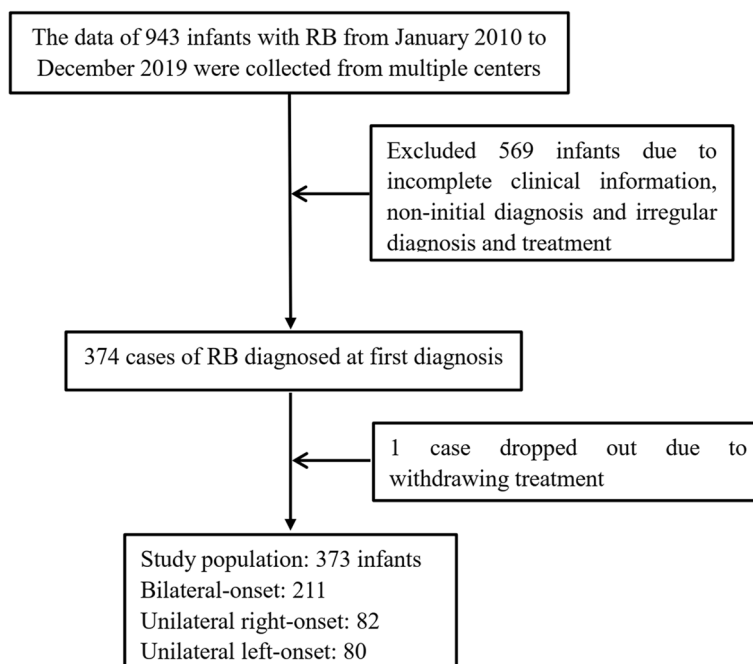 The data of 943 infants with RB from January 2010 to
December 2019 were collected from multiple centers
Excluded 569 infants due to
incomplete clinical information,
non-initial diagnosis and irregular
diagnosis and treatment
374 cases of RB diagnosed at first diagnosis
1 case dropped out due to
withdrawing treatment
Study population: 373 infants
Bilateral-onset: 211
Unilateral right-onset: 82
Unilateral left-onset: 80